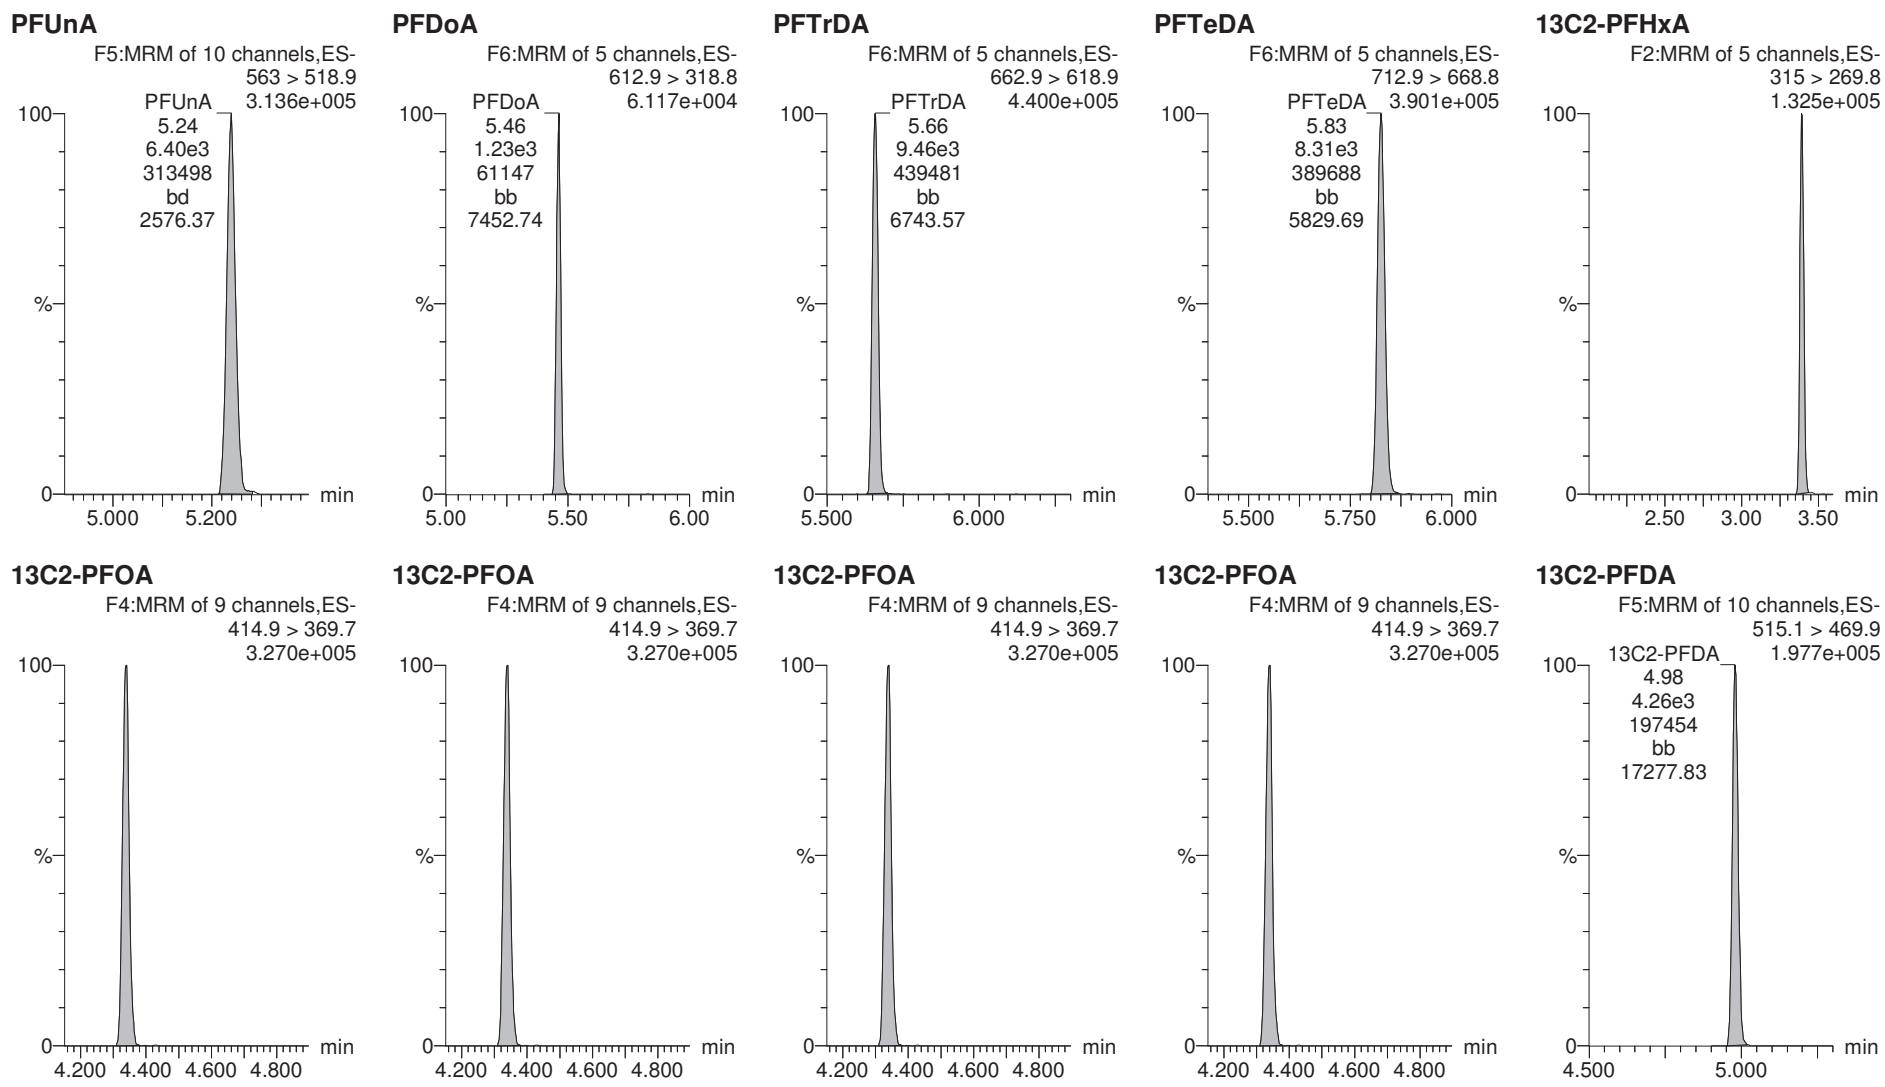 PFUnA
F5:MRM of 10 channels,ES-
563 > 518.9
3.136e+005
PFUnA
5.24
6.40e3
313498
bd
2576.37
100
%
0
5.000 5.200 min
PFDoA
F6:MRM of 5 channels,ES-
612.9 > 318.8
6.117e+004
PFDoA
5.46
1.23e3
61147
bb
7452.74
100
%
0
5.00 5.50 6.00 min
PFTrDA
F6:MRM of 5 channels,ES-
662.9 > 618.9
4.400e+005
PFTrDA
5.66
9.46e3
439481
bb
6743.57
100
%
0
5.500 6.000 min
PFTeDA
F6:MRM of 5 channels,ES-
712.9 > 668.8
3.901e+005
PFTeDA
5.83
8.31e3
389688
bb
5829.69
100
%
0
5.500 5.750 6.000 min
13C2-PFHxA
F2:MRM of 5 channels,ES-
315 > 269.8
1.325e+005
100
%
0
2.50 3.00 3.50 min
13C2-PFOA
F4:MRM of 9 channels,ES-
414.9 > 369.7
3.270e+005
100
%
0
4.200 4.400 4.600 4.800 min
13C2-PFOA
F4:MRM of 9 channels,ES-
414.9 > 369.7
3.270e+005
100
%
0
4.200 4.400 4.600 4.800 min
13C2-PFOA
F4:MRM of 9 channels,ES-
414.9 > 369.7
3.270e+005
100
%
0
4.200 4.400 4.600 4.800 min
13C2-PFOA
F4:MRM of 9 channels,ES-
414.9 > 369.7
3.270e+005
100
%
0
4.200 4.400 4.600 4.800 min
13C2-PFDA
F5:MRM of 10 channels,ES-
515.1 > 469.9
1.977e+005
13C2-PFDA
4.98
4.26e3
197454
bb
17277.83
100
%
0
4.500 5.000 min